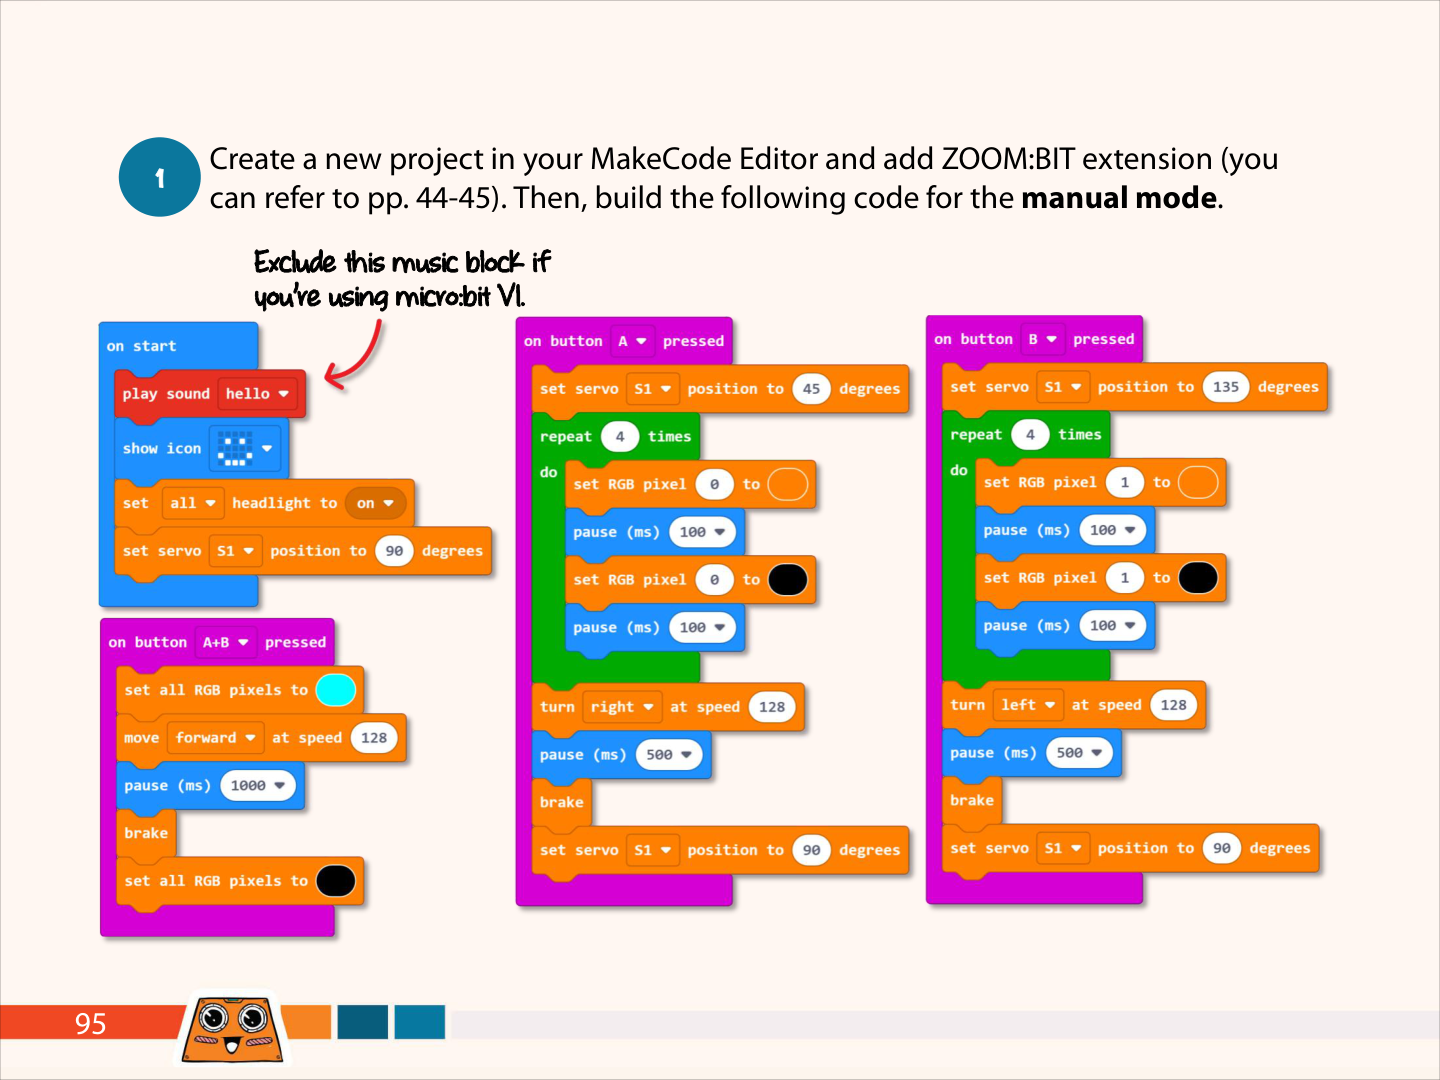 1
Create a new project in your MakeCode Editor and add ZOOM:BIT extension (you
can refer to pp. 44-45). Then, build the following code for the manual mode.
Exclude this music block if
you're using micro:bit V1.
on start
play sound hello
show icon
set all headlight to on
set servo S1 position to 90 degrees
on button A+B pressed
set all RGB pixels to
move forward at speed 128
pause (ms) 1000
brake
set all RGB pixels to
on button A pressed
set servo S1 position to 45 degrees
repeat 4 times
do
set RGB pixel 0 to
pause (ms) 100
set RGB pixel 0 to
pause (ms) 100
turn right at speed 128
pause (ms) 500
brake
set servo S1 position to 90 degrees
on button B pressed
set servo S1 position to 135 degrees
repeat 4 times
do
set RGB pixel 1 to
pause (ms) 100
set RGB pixel 1 to
pause (ms) 100
turn left at speed 128
pause (ms) 500
brake
set servo S1 position to 90 degrees
95